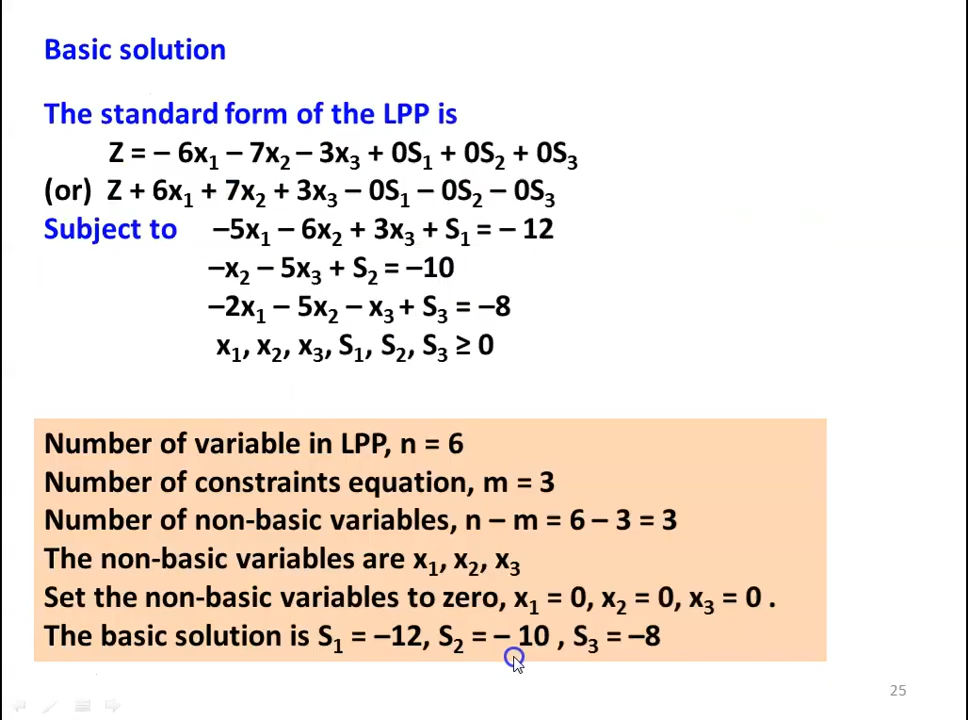 Basic solution
The standard form of the LPP is
Z = – 6x₁ – 7x₂ – 3x₃ + 0S₁ + 0S₂ + 0S₃
(or) Z + 6x₁ + 7x₂ + 3x₃ – 0S₁ – 0S₂ – 0S₃
Subject to –5x₁ – 6x₂ + 3x₃ + S₁ = – 12
–x₂ – 5x₃ + S₂ = –10
–2x₁ – 5x₂ – x₃ + S₃ = –8
x₁, x₂, x₃, S₁, S₂, S₃ ≥ 0
Number of variable in LPP, n = 6
Number of constraints equation, m = 3
Number of non-basic variables, n – m = 6 – 3 = 3
The non-basic variables are x₁, x₂, x₃
Set the non-basic variables to zero, x₁ = 0, x₂ = 0, x₃ = 0 .
The basic solution is S₁ = –12, S₂ = – 10 , S₃ = –8
25